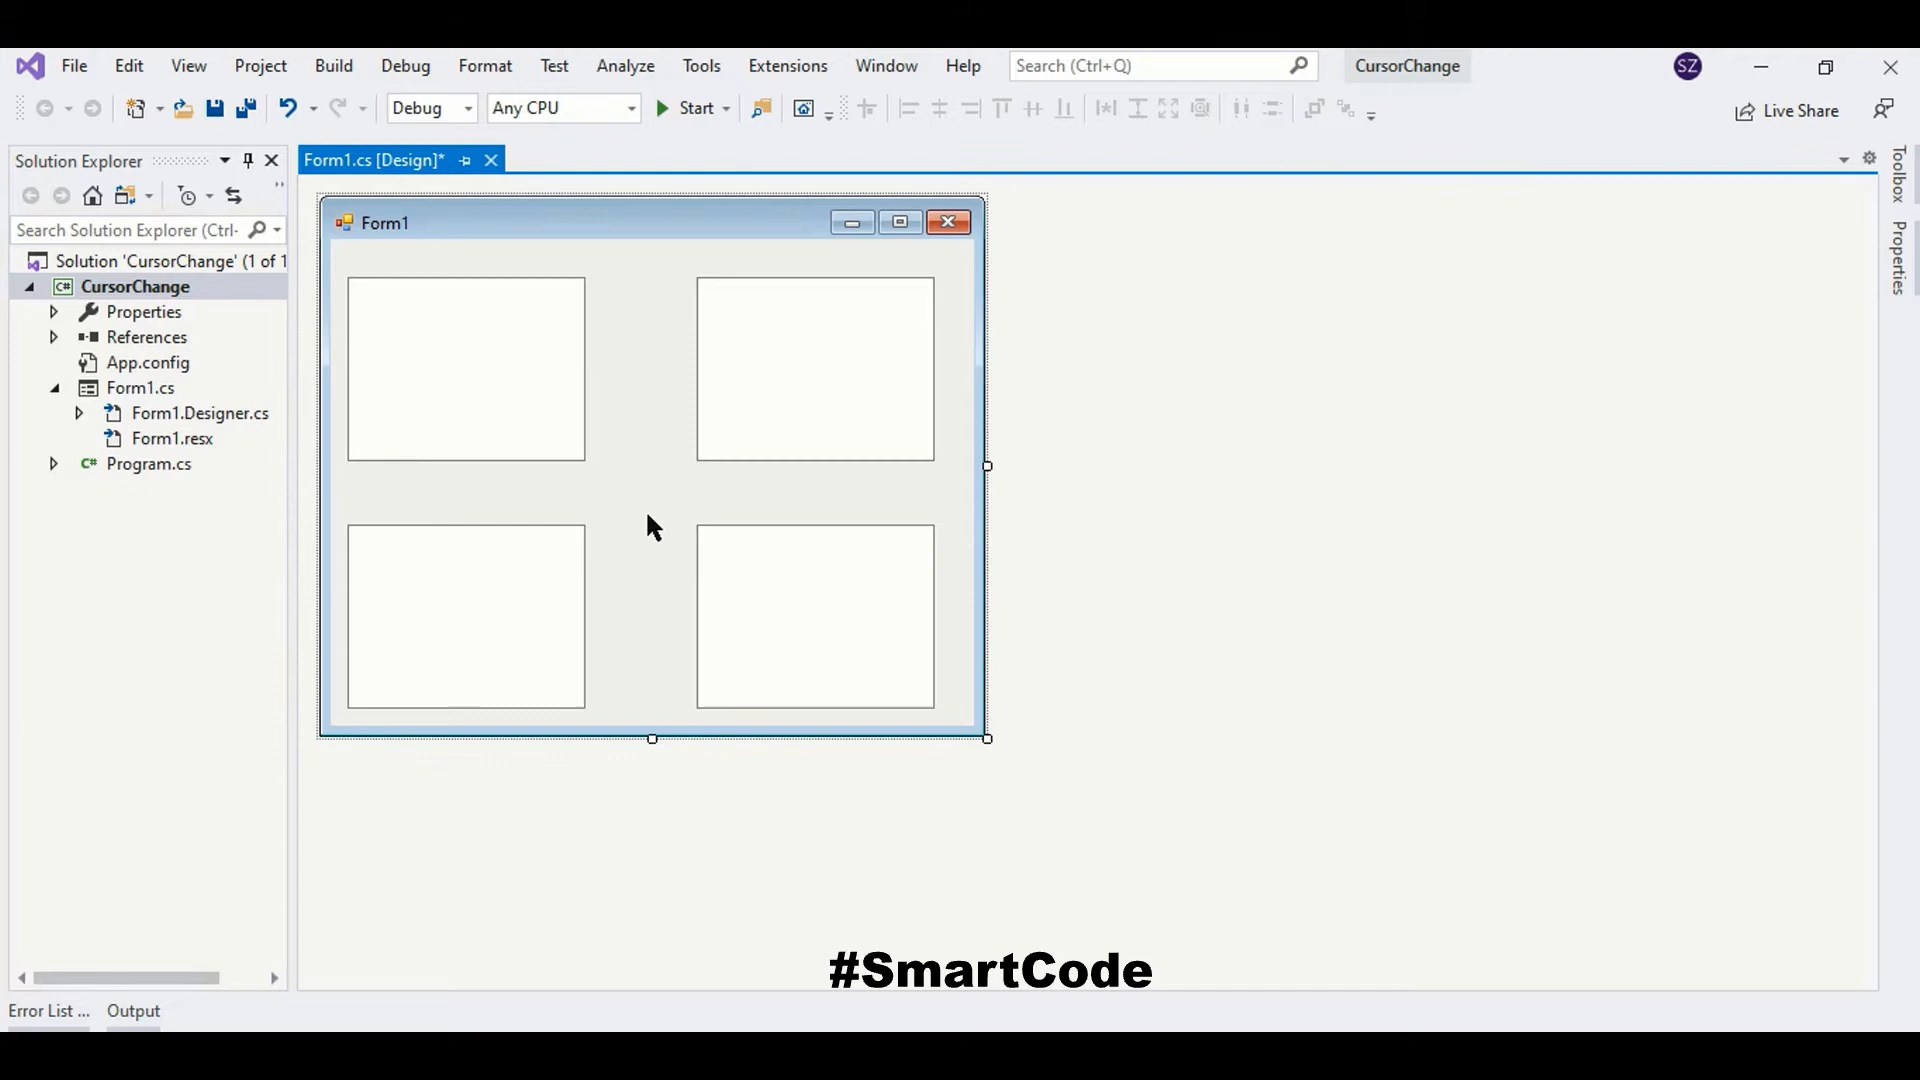 File Edit View Project Build Debug Format Test Analyze Tools Extensions Window Help Search (Ctrl+Q) CursorChange SZ
Debug Any CPU Start Live Share
Solution Explorer
Form1.cs [Design]*
Search Solution Explorer (Ctrl-
Solution 'CursorChange' (1 of 1
C# CursorChange
Properties
References
App.config
Form1.cs
Form1.Designer.cs
Form1.resx
C# Program.cs
Form1
Toolbox
Properties
#SmartCode
Error List ... Output